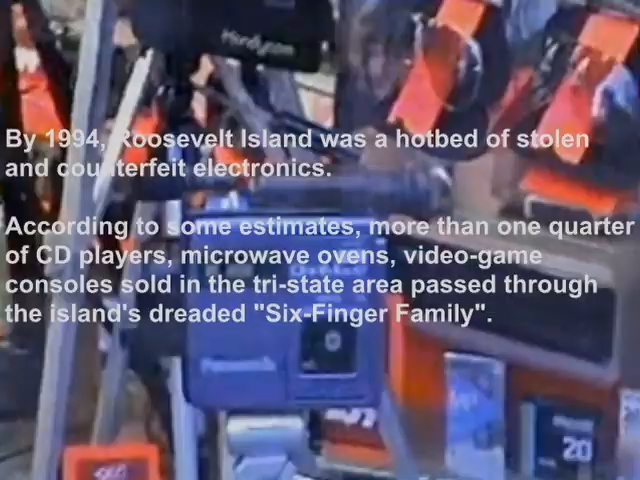 Handycam
By 1994, Roosevelt Island was a hotbed of stolen
and counterfeit electronics.
According to some estimates, more than one quarter
of CD players, microwave ovens, video-game
consoles sold in the tri-state area passed through
the island's dreaded "Six-Finger Family".
Panasonic
20